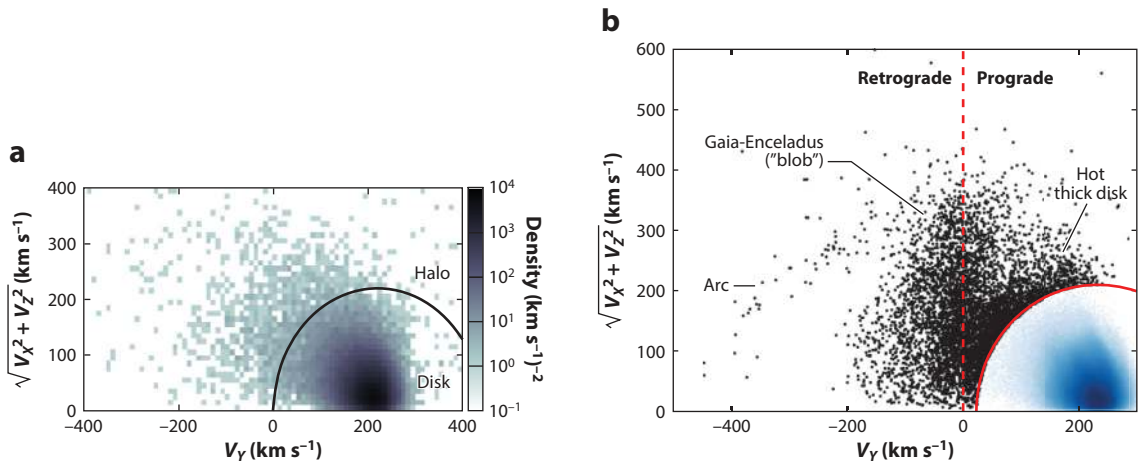 a
400
300
200
100
0
√V_X² + V_Z² (km s⁻¹)
−400
−200
0
200
400
V_Y (km s⁻¹)
Halo
Disk
10⁴
10³
10²
10¹
10⁰
10⁻¹
Density (km s⁻¹)⁻²
b
600
500
400
300
200
100
0
√V_X² + V_Z² (km s⁻¹)
Retrograde
Prograde
Gaia-Enceladus
("blob")
Hot
thick disk
Arc
−400
−200
0
200
V_Y (km s⁻¹)